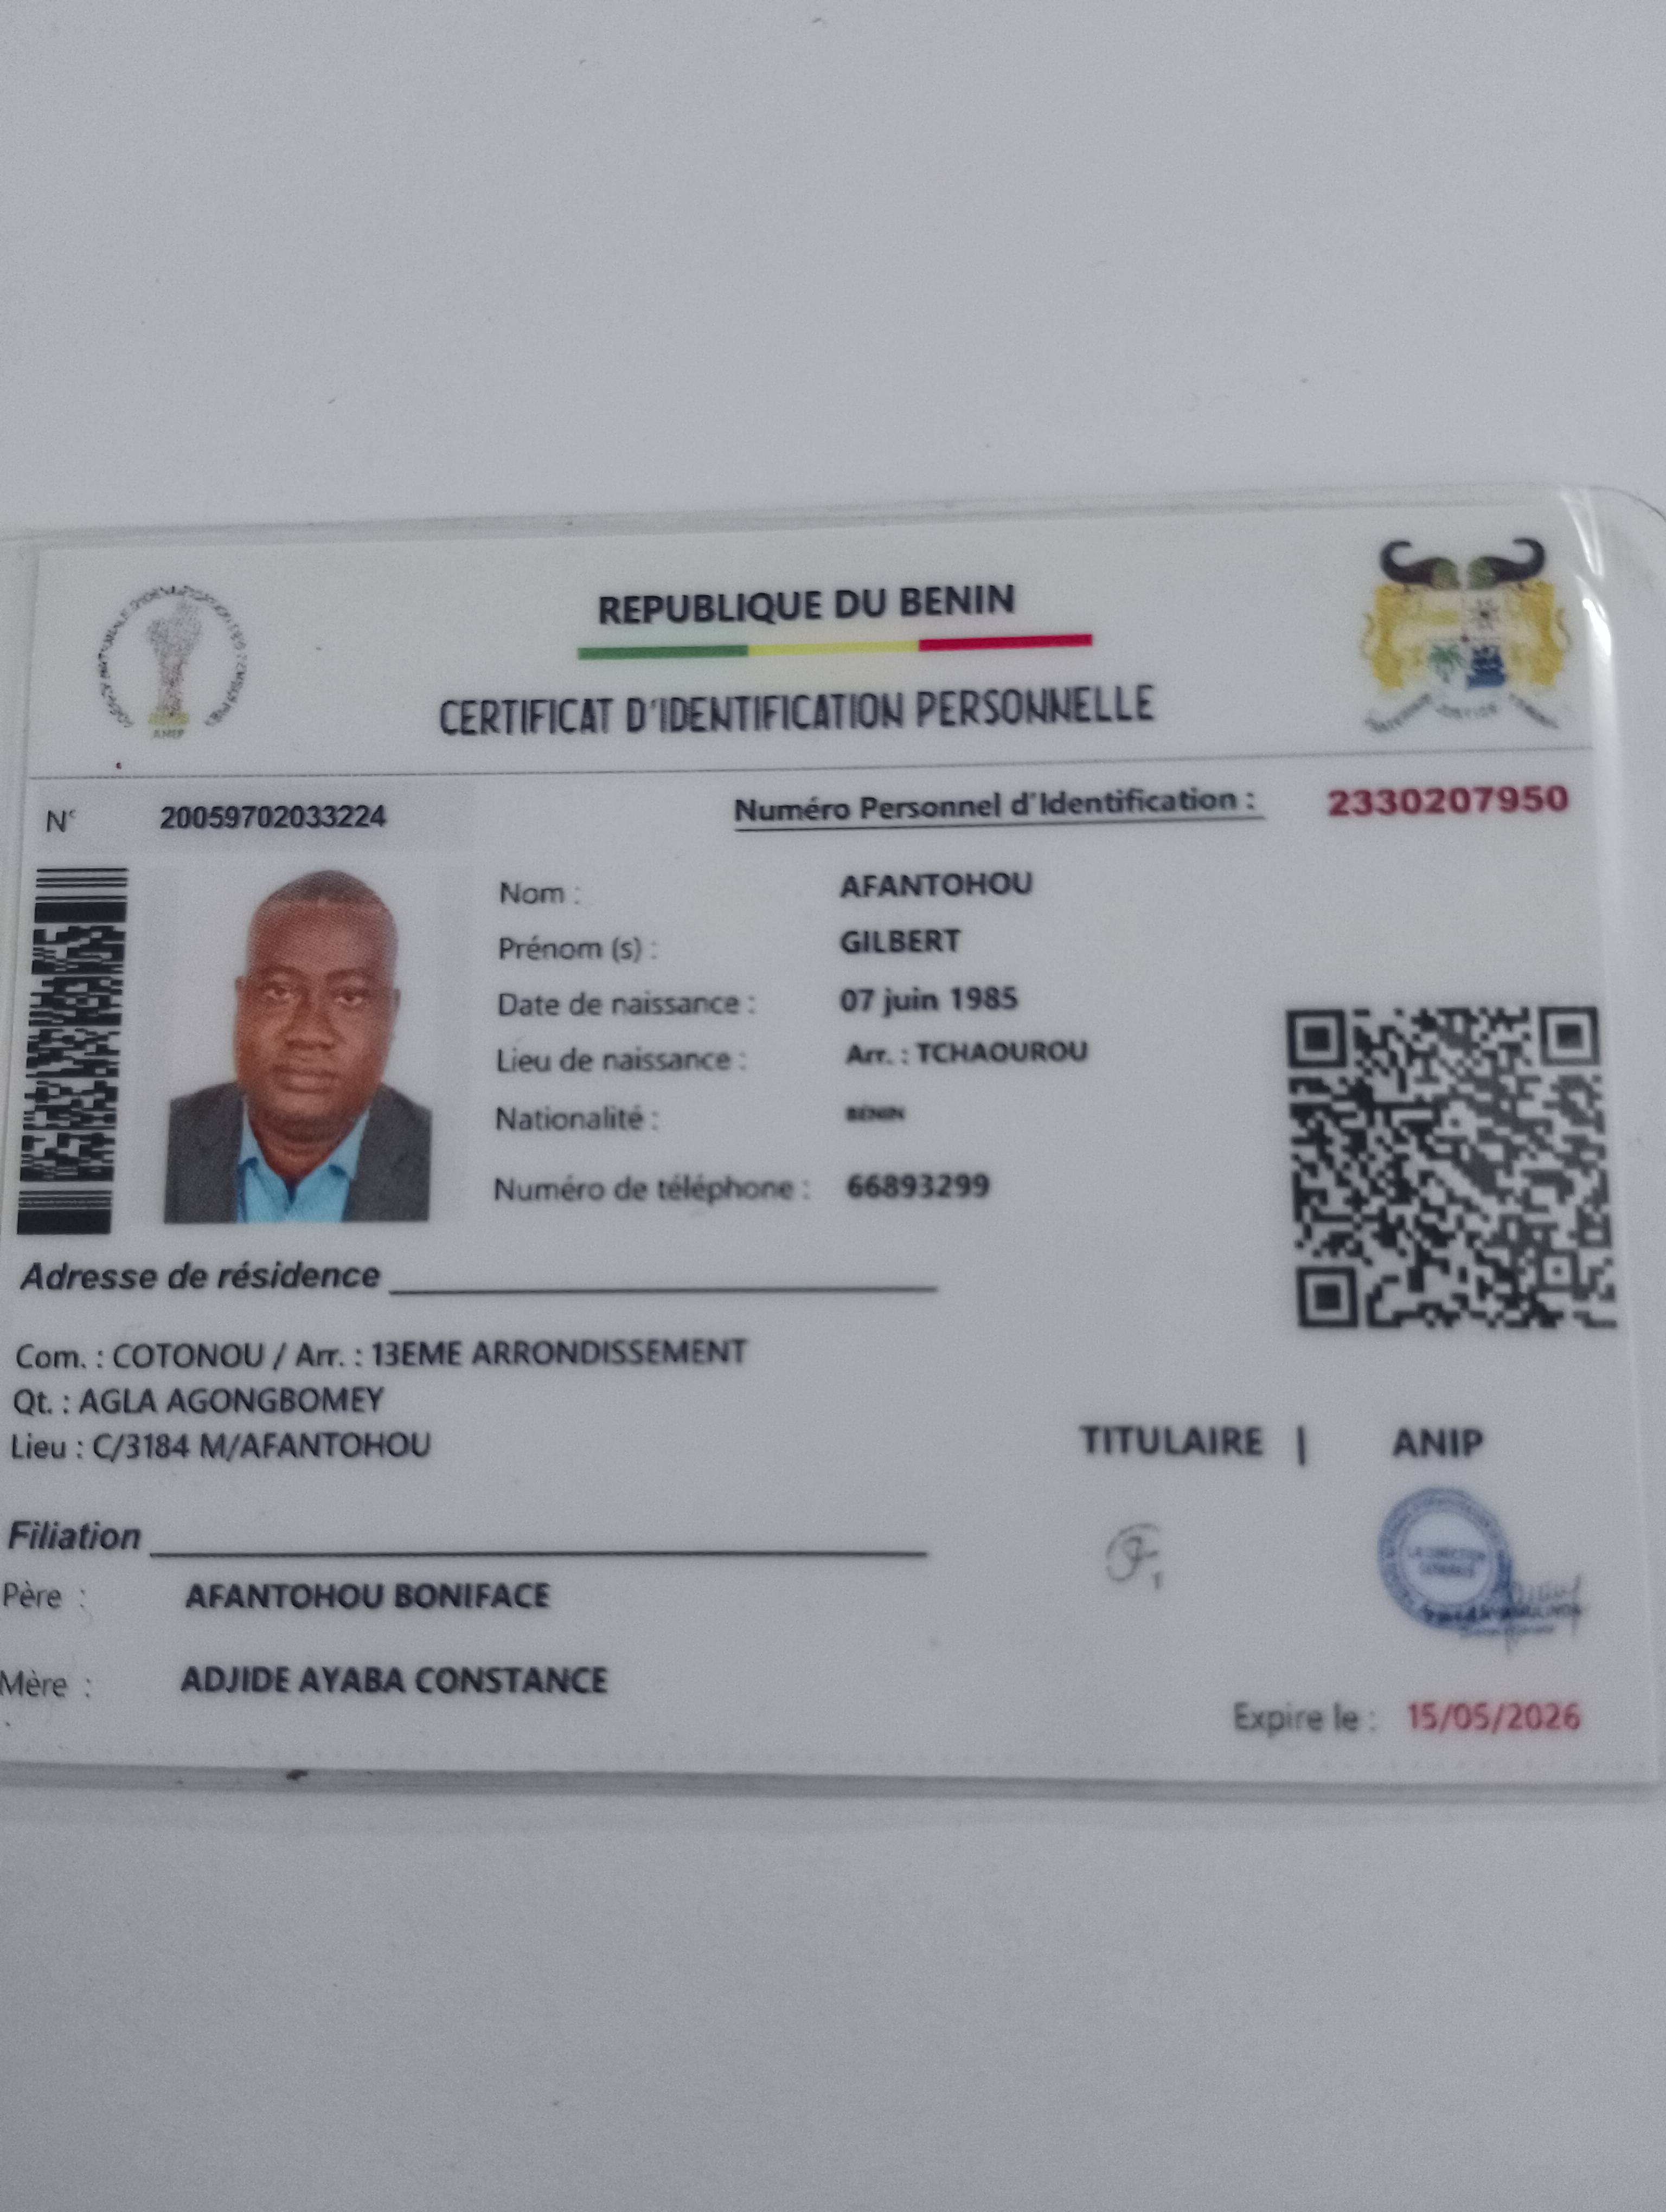 REPUBLIQUE DU BENIN
CERTIFICAT D'IDENTIFICATION PERSONNELLE
ANIP
N° 20059702033224
Numéro Personnel d'Identification : 2330207950
Nom : AFANTOHOU
Prénom (s) : GILBERT
Date de naissance : 07 juin 1985
Lieu de naissance : Arr. : TCHAOUROU
Nationalité : BENIN
Numéro de téléphone : 66893299
Adresse de résidence
Com. : COTONOU / Arr. : 13EME ARRONDISSEMENT
Qt. : AGLA AGONGBOMEY
Lieu : C/3184 M/AFANTOHOU
TITULAIRE | ANIP
Filiation
Père : AFANTOHOU BONIFACE
Mère : ADJIDE AYABA CONSTANCE
Expire le : 15/05/2026